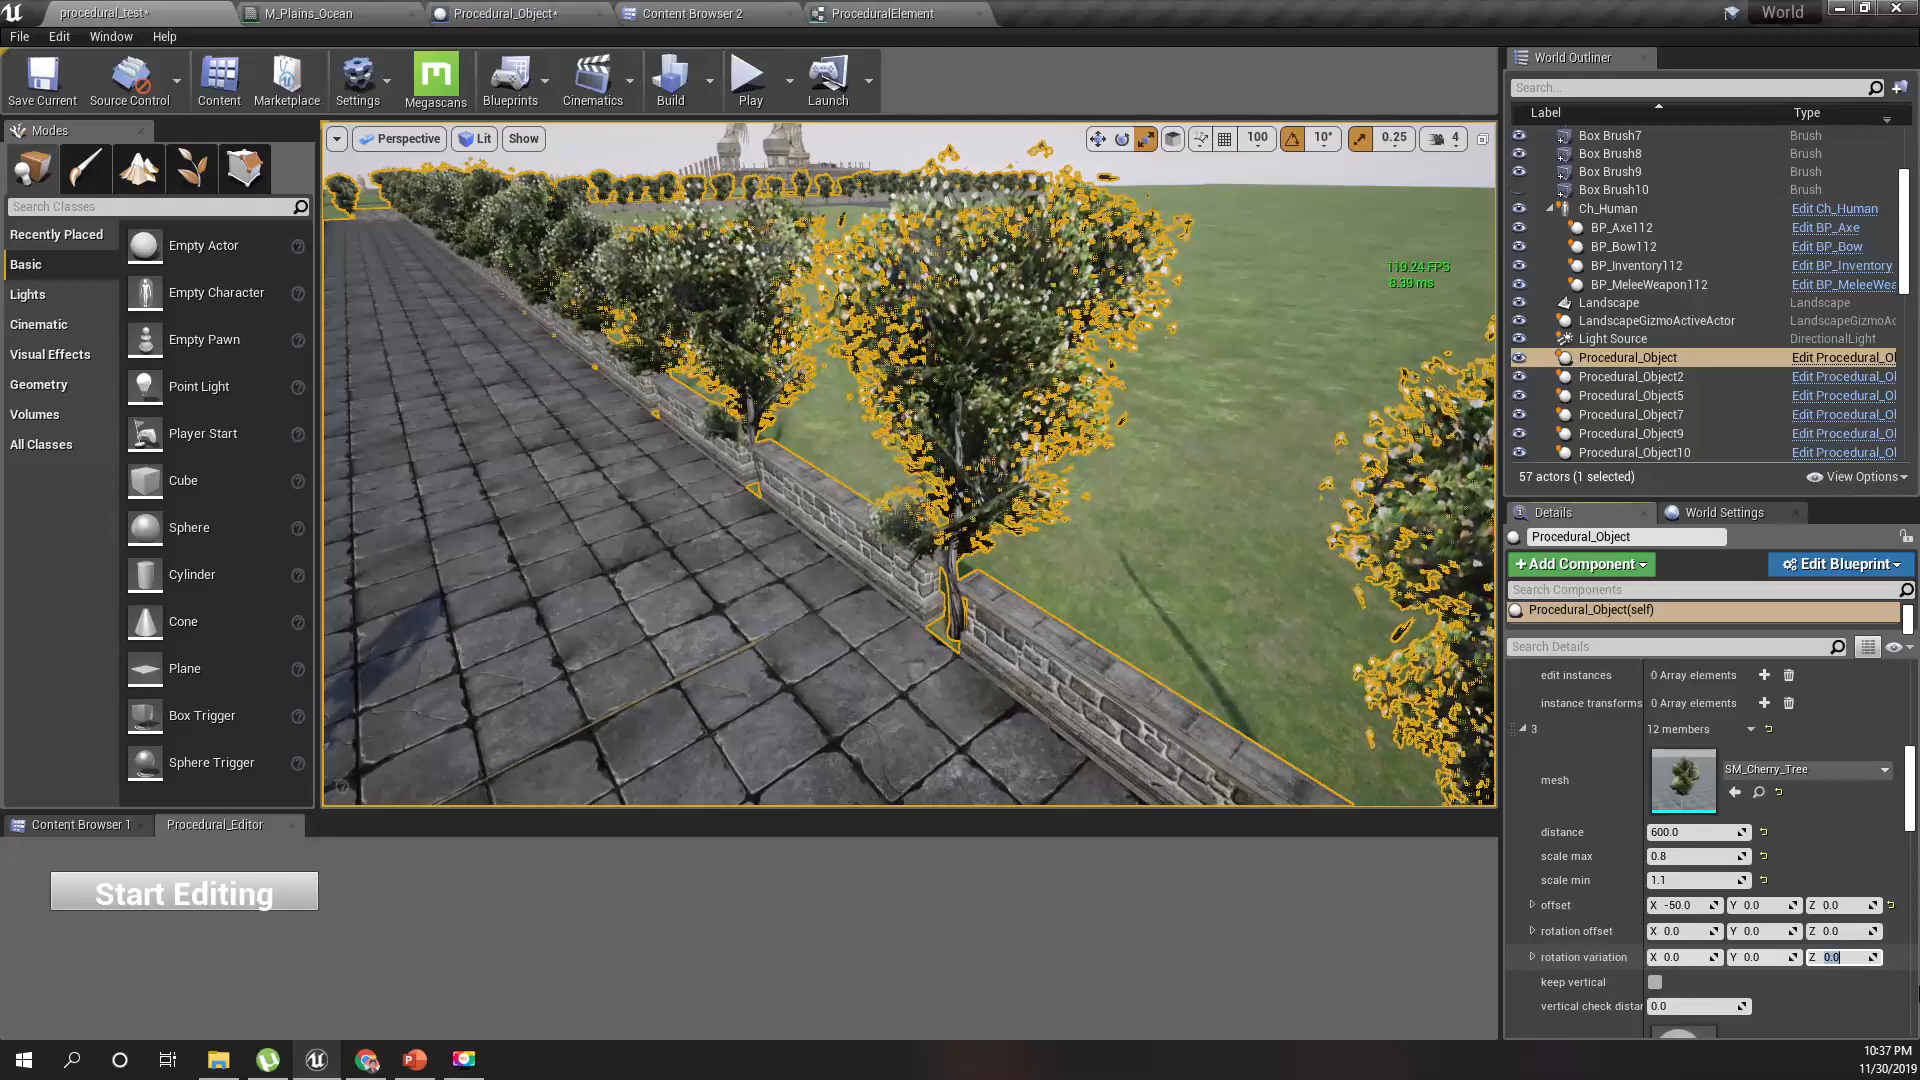 procedural_test*
M_Plains_Ocean
Procedural_Object*
Content Browser 2
ProceduralElement
World
File Edit Window Help
Save Current
Source Control
Content
Marketplace
Settings
Megascans
Blueprints
Cinematics
Build
Play
Launch
Modes
Search Classes
Recently Placed
Basic
Lights
Cinematic
Visual Effects
Geometry
Volumes
All Classes
Empty Actor
Empty Character
Empty Pawn
Point Light
Player Start
Cube
Sphere
Cylinder
Cone
Plane
Box Trigger
Sphere Trigger
Perspective
Lit
Show
100
10°
0.25
4
World Outliner
Search...
Label Type
Box Brush7 Brush
Box Brush8 Brush
Box Brush9 Brush
Box Brush10 Brush
Ch_Human Edit Ch_Human
BP_Axe112 Edit BP_Axe
BP_Bow112 Edit BP_Bow
BP_Inventory112 Edit BP_Inventory
BP_MeleeWeapon112 Edit BP_MeleeWea
Landscape Landscape
LandscapeGizmoActiveActor LandscapeGizmoAc
Light Source DirectionalLight
Procedural_Object Edit Procedural_Ol
Procedural_Object2 Edit Procedural_Ol
Procedural_Object5 Edit Procedural_Ol
Procedural_Object7 Edit Procedural_Ol
Procedural_Object9 Edit Procedural_Ol
Procedural_Object10 Edit Procedural_Ol
57 actors (1 selected)
View Options
Details
World Settings
Procedural_Object
+Add Component
Edit Blueprint
Search Components
Procedural_Object(self)
Search Details
edit instances 0 Array elements
instance transforms 0 Array elements
3 12 members
mesh SM_Cherry_Tree
distance 600.0
scale max 0.8
scale min 1.1
offset X -50.0 Y 0.0 Z 0.0
rotation offset X 0.0 Y 0.0 Z 0.0
rotation variation X 0.0 Y 0.0 Z 0.0
keep vertical
vertical check distar 0.0
Content Browser 1
Procedural_Editor
Start Editing
10:37 PM
11/30/2019